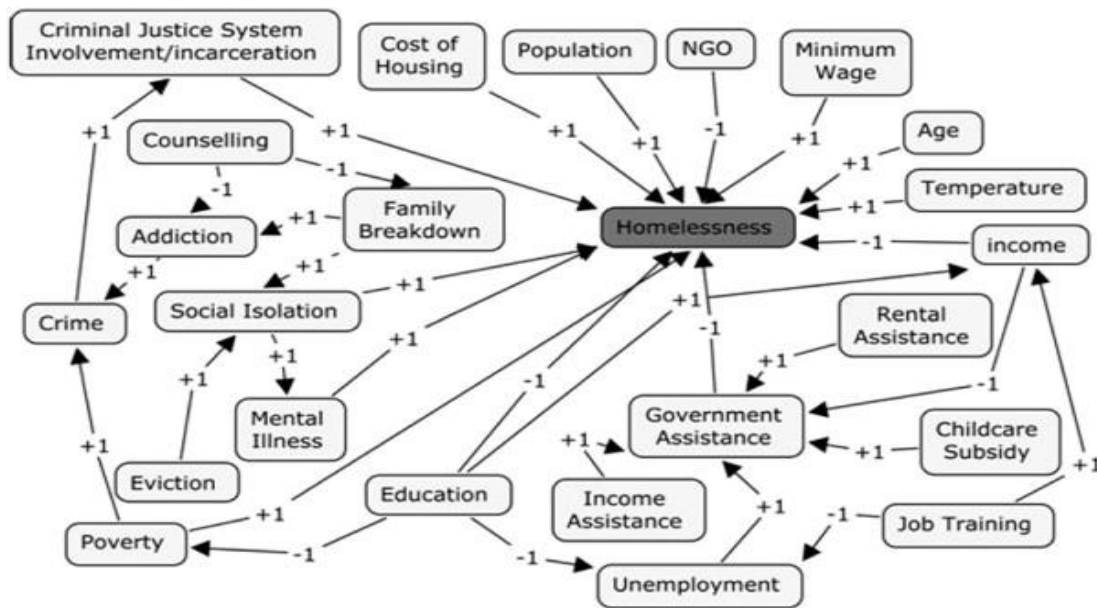 Criminal Justice System
Involvement/incarceration
Cost of
Housing
Population
NGO
Minimum
Wage
+1
Counselling
+1
-1
+1
-1
+1
+1
Age
+1
-1
Family
Breakdown
Temperature
+1
Addiction
+1
Homelessness
-1
income
+1
+1
Social Isolation
+1
+1
Crime
Rental
Assistance
+1
+1
-1
+1
+1
-1
-1
Mental
Illness
Government
Assistance
Childcare
Subsidy
+1
+1
+1
+1
Eviction
Education
Income
Assistance
+1
-1
Job Training
Poverty
+1
-1
-1
Unemployment